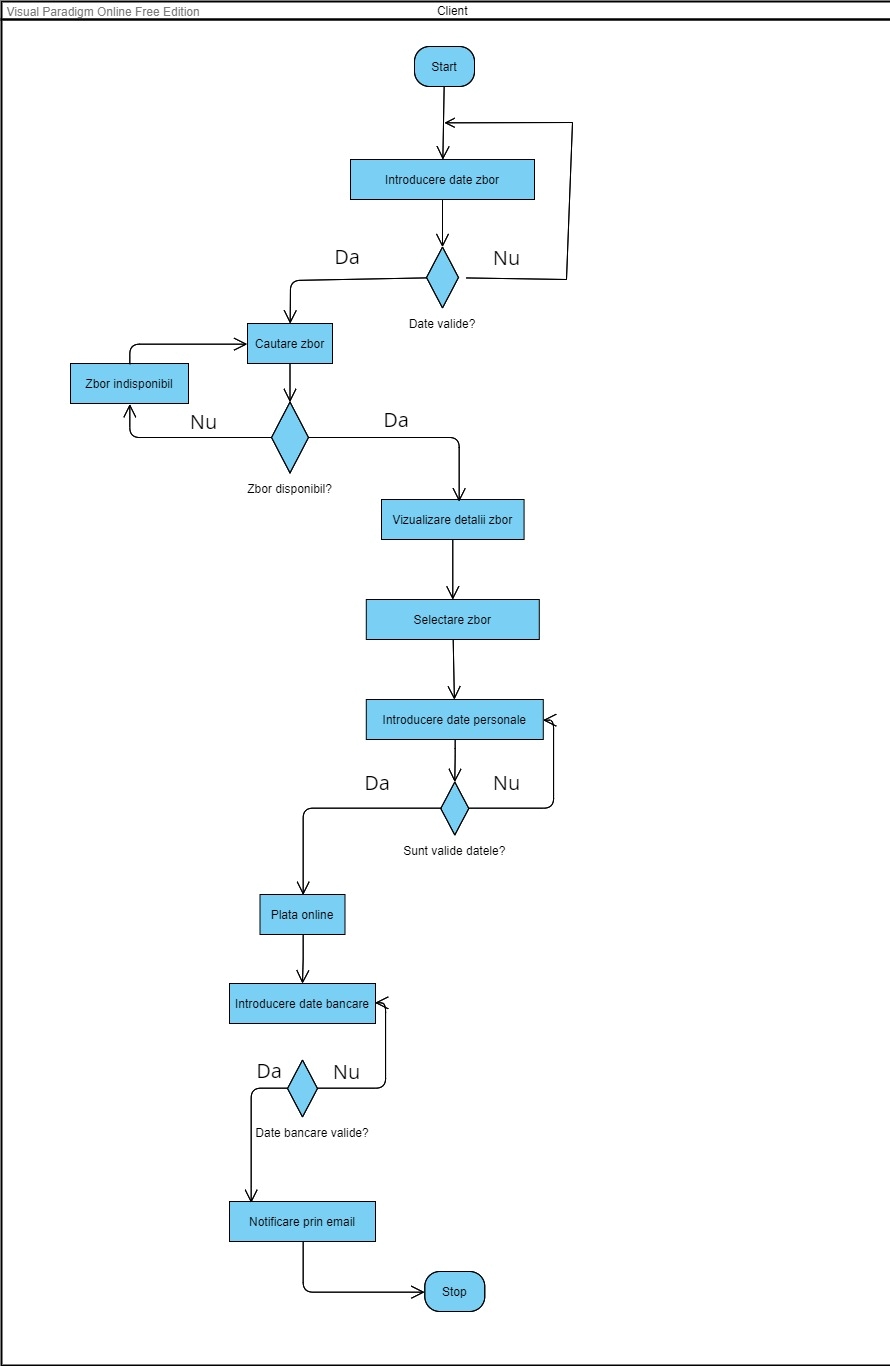 Visual Paradigm Online Free Edition
Client
Start
Introducere date zbor
Da
Nu
Date valide?
Cautare zbor
Zbor indisponibil
Nu
Da
Zbor disponibil?
Vizualizare detalii zbor
Selectare zbor
Introducere date personale
Da
Nu
Sunt valide datele?
Plata online
Introducere date bancare
Da
Nu
Date bancare valide?
Notificare prin email
Stop